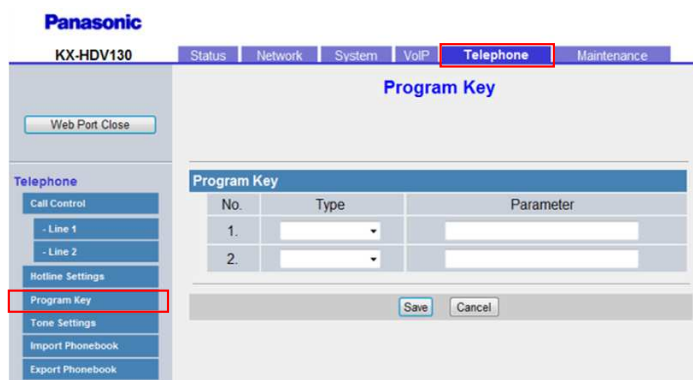 Panasonic
KX-HDV130
Status Network System VoIP Telephone Maintenance
Program Key
Web Port Close
Telephone
Call Control
- Line 1
- Line 2
Hotline Settings
Program Key
Tone Settings
Import Phonebook
Export Phonebook
Program Key
No. Type Parameter
1.
2.
Save Cancel